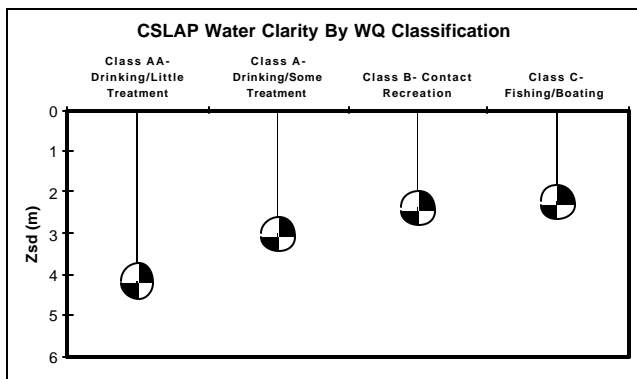 CSLAP Water Clarity By WQ Classification
Class AA-
Drinking/Little
Treatment
Class A-
Drinking/Some
Treatment
Class B- Contact
Recreation
Class C-
Fishing/Boating
Zsd (m)
0
1
2
3
4
5
6